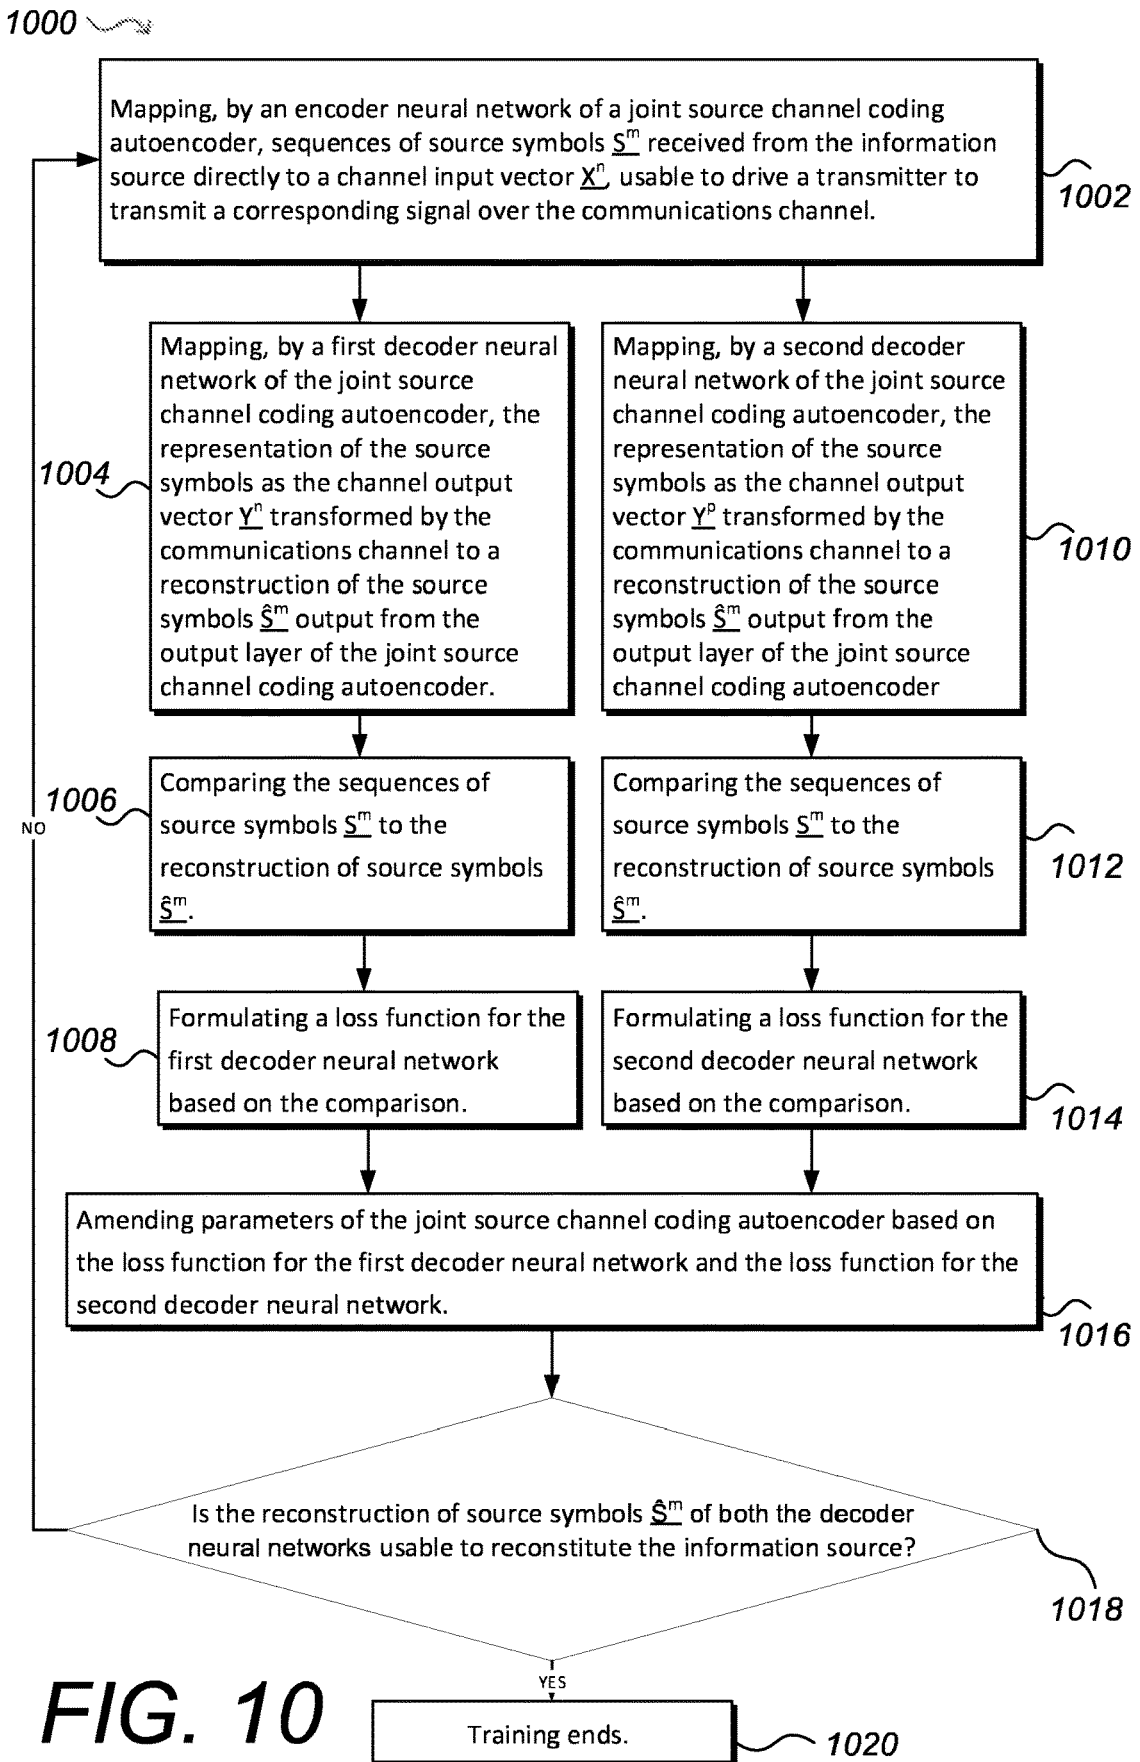 1000
Mapping, by an encoder neural network of a joint source channel coding
autoencoder, sequences of source symbols S^m received from the information
source directly to a channel input vector X^n, usable to drive a transmitter to
transmit a corresponding signal over the communications channel.
1002
Mapping, by a first decoder neural
network of the joint source
channel coding autoencoder, the
representation of the source
symbols as the channel output
vector Y^n transformed by the
communications channel to a
reconstruction of the source
symbols Ŝ^m output from the
output layer of the joint source
channel coding autoencoder.
1004
Mapping, by a second decoder
neural network of the joint source
channel coding autoencoder, the
representation of the source
symbols as the channel output
vector Y^p transformed by the
communications channel to a
reconstruction of the source
symbols Ŝ^m output from the
output layer of the joint source
channel coding autoencoder
1010
Comparing the sequences of
source symbols S^m to the
reconstruction of source symbols
Ŝ^m.
1006
NO
Comparing the sequences of
source symbols S^m to the
reconstruction of source symbols
Ŝ^m.
1012
Formulating a loss function for the
first decoder neural network
based on the comparison.
1008
Formulating a loss function for the
second decoder neural network
based on the comparison.
1014
Amending parameters of the joint source channel coding autoencoder based on
the loss function for the first decoder neural network and the loss function for the
second decoder neural network.
1016
Is the reconstruction of source symbols Ŝ^m of both the decoder
neural networks usable to reconstitute the information source?
1018
YES
Training ends.
1020
FIG. 10